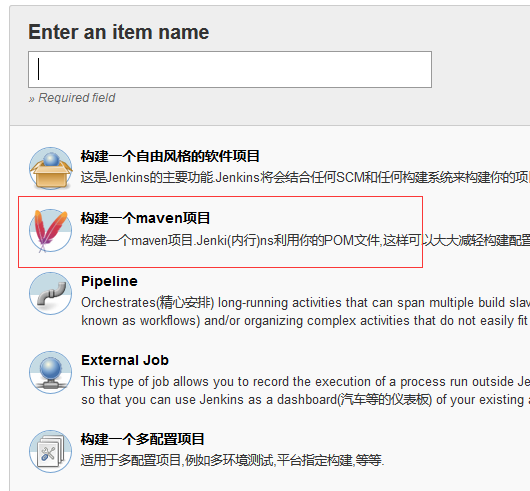 Enter an item name
» Required field
构建一个自由风格的软件项目
这是Jenkins的主要功能.Jenkins将会结合任何SCM和任何构建系统来构建你的项
构建一个maven项目
构建一个maven项目.Jenki(内行)ns利用你的POM文件,这样可以大大减轻构建配置
Pipeline
Orchestrates(精心安排) long-running activities that can span multiple build slav
known as workflows) and/or organizing complex activities that do not easily fit
External Job
This type of job allows you to record the execution of a process run outside Je
so that you can use Jenkins as a dashboard(汽车等的仪表板) of your existing a
构建一个多配置项目
适用于多配置项目,例如多环境测试,平台指定构建,等等.